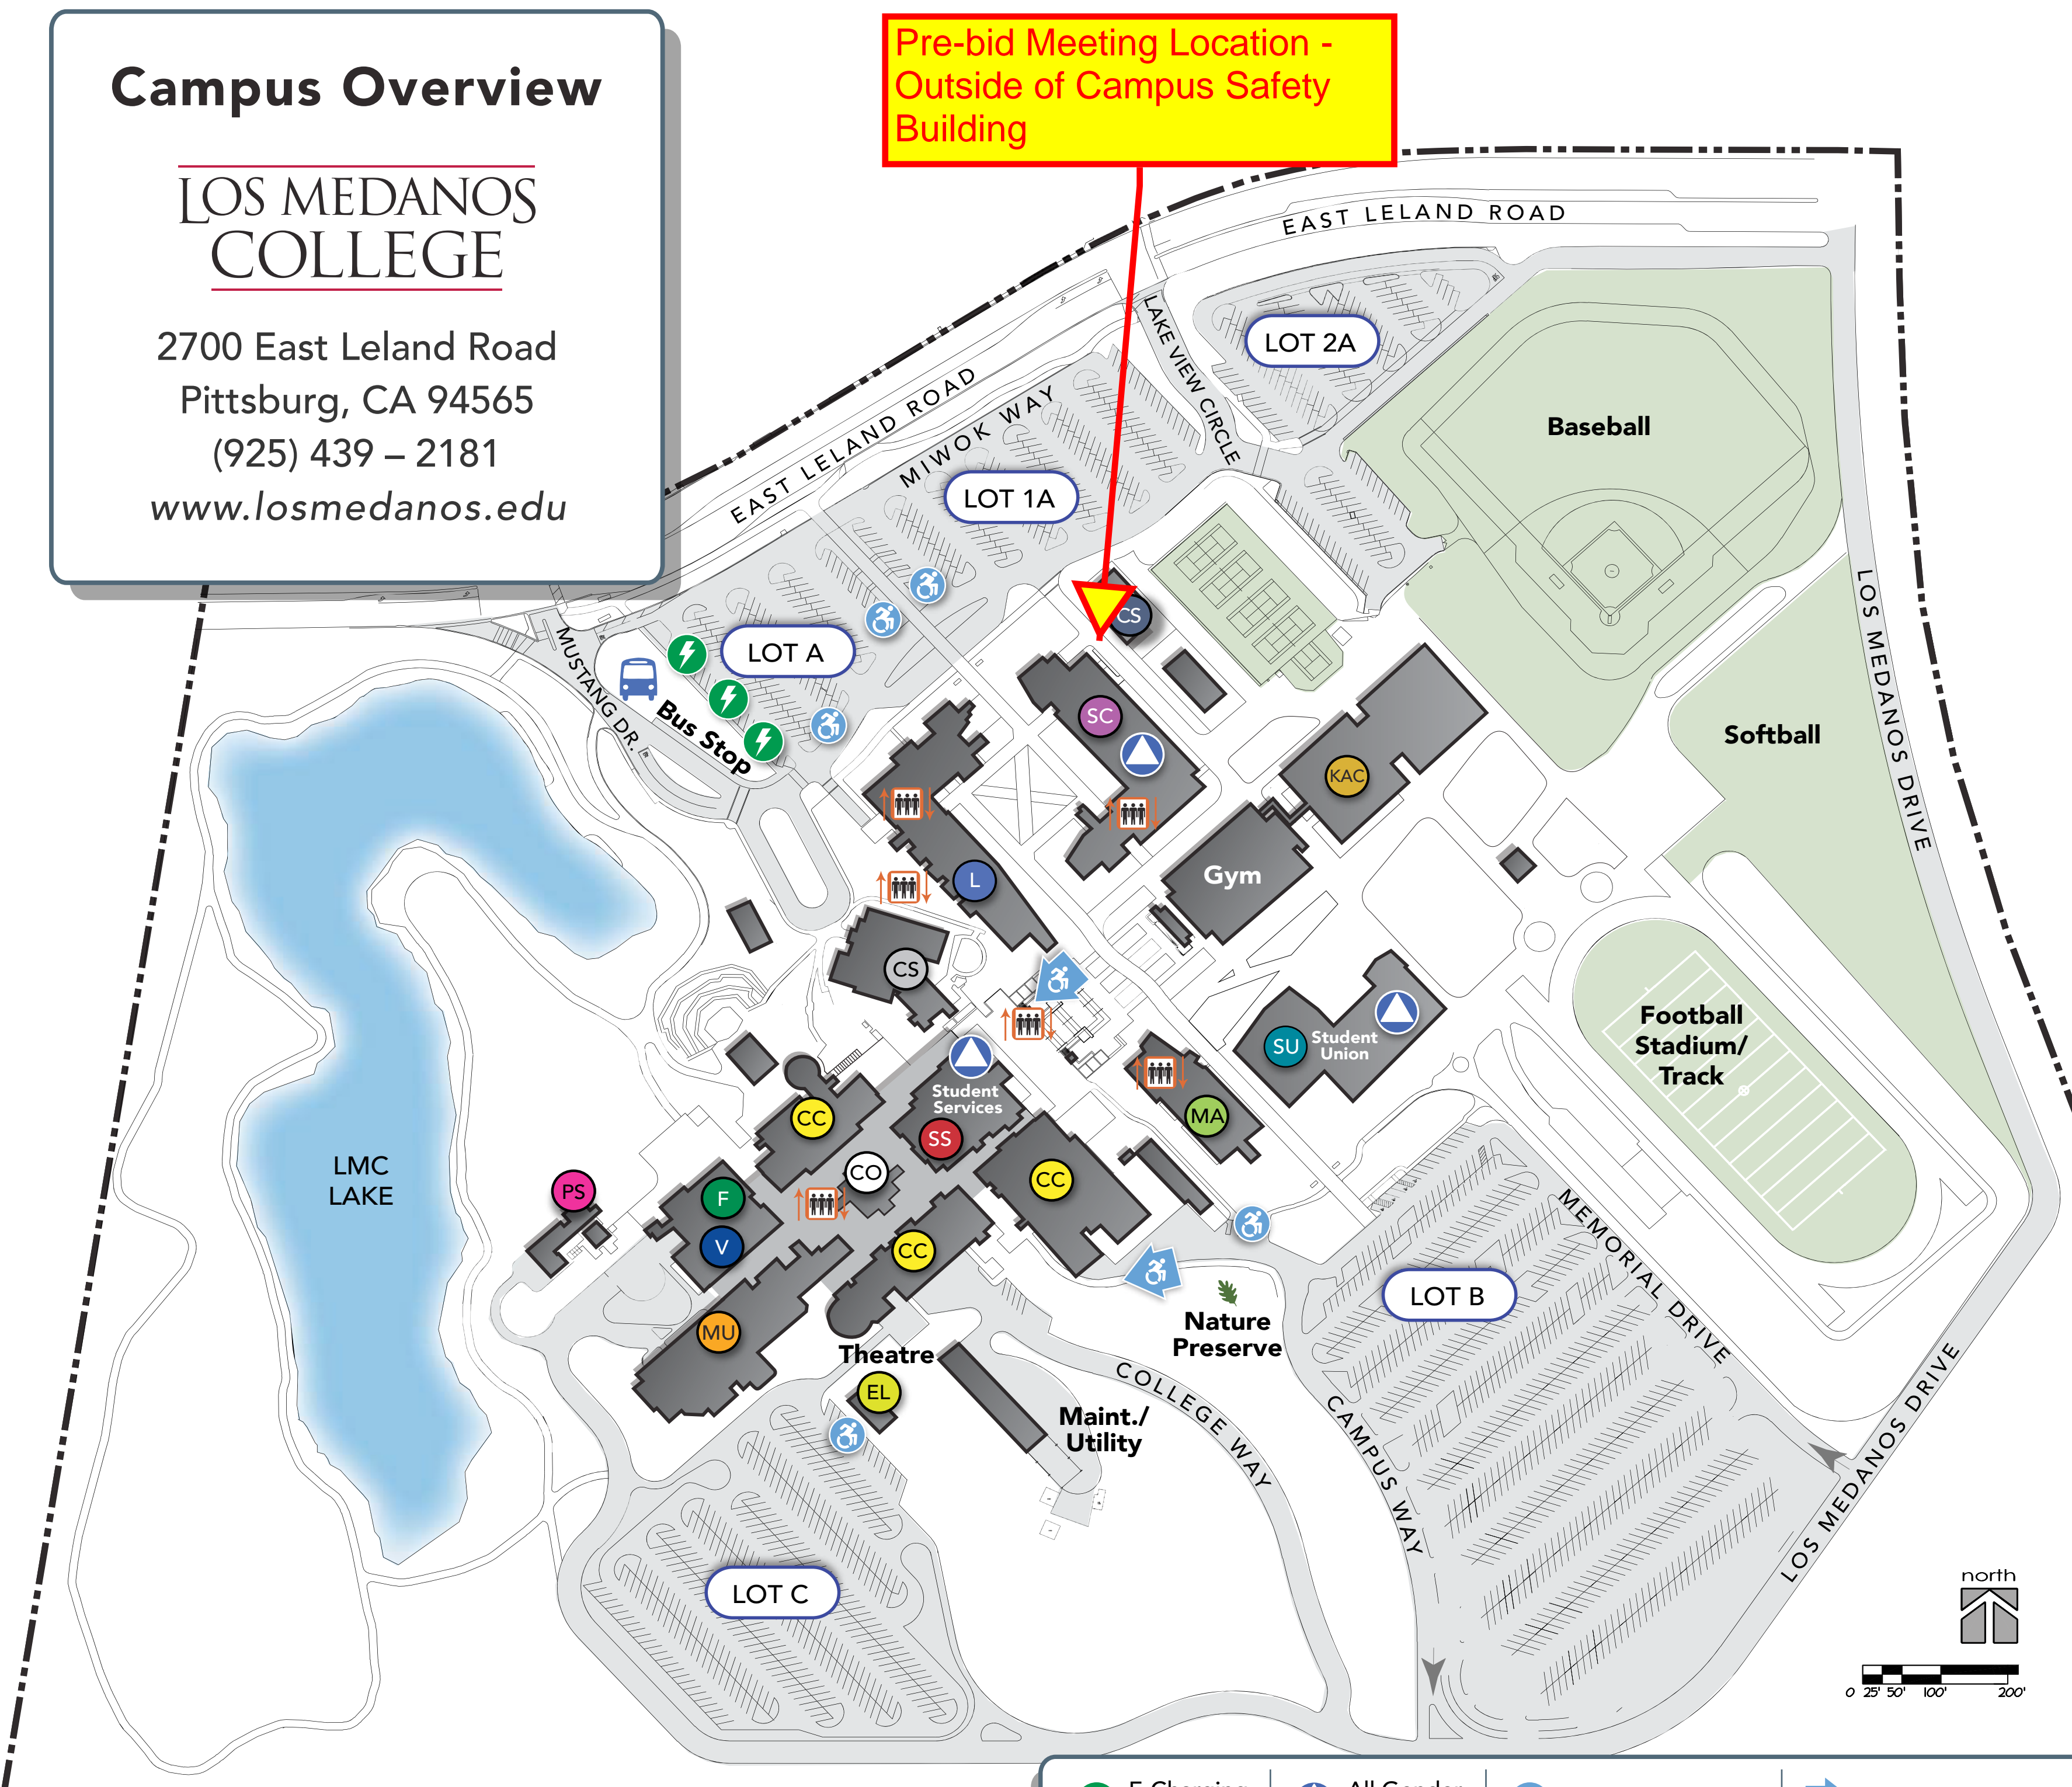 Campus Overview
LOS MEDANOS
COLLEGE
2700 East Leland Road
Pittsburg, CA 94565
(925) 439 – 2181
www.losmedanos.edu
Pre-bid Meeting Location -
Outside of Campus Safety
Building
EAST LELAND ROAD
LAKE VIEW CIRCLE
LOT 2A
EAST LELAND ROAD
MIWOK WAY
LOT 1A
Baseball
LOS MEDANOS DRIVE
CS
LOT A
MUSTANG DR.
Bus Stop
SC
Softball
KAC
Gym
L
CS
Football
Stadium/
Track
SU
Student
Union
Student
Services
SS
CC
MA
LMC
LAKE
PS
F
CO
CC
V
CC
MU
Theatre
EL
Nature
Preserve
LOT B
MEMORIAL DRIVE
Maint./
Utility
COLLEGE WAY
CAMPUS WAY
LOS MEDANOS DRIVE
LOT C
north
0 25' 50' 100' 200'